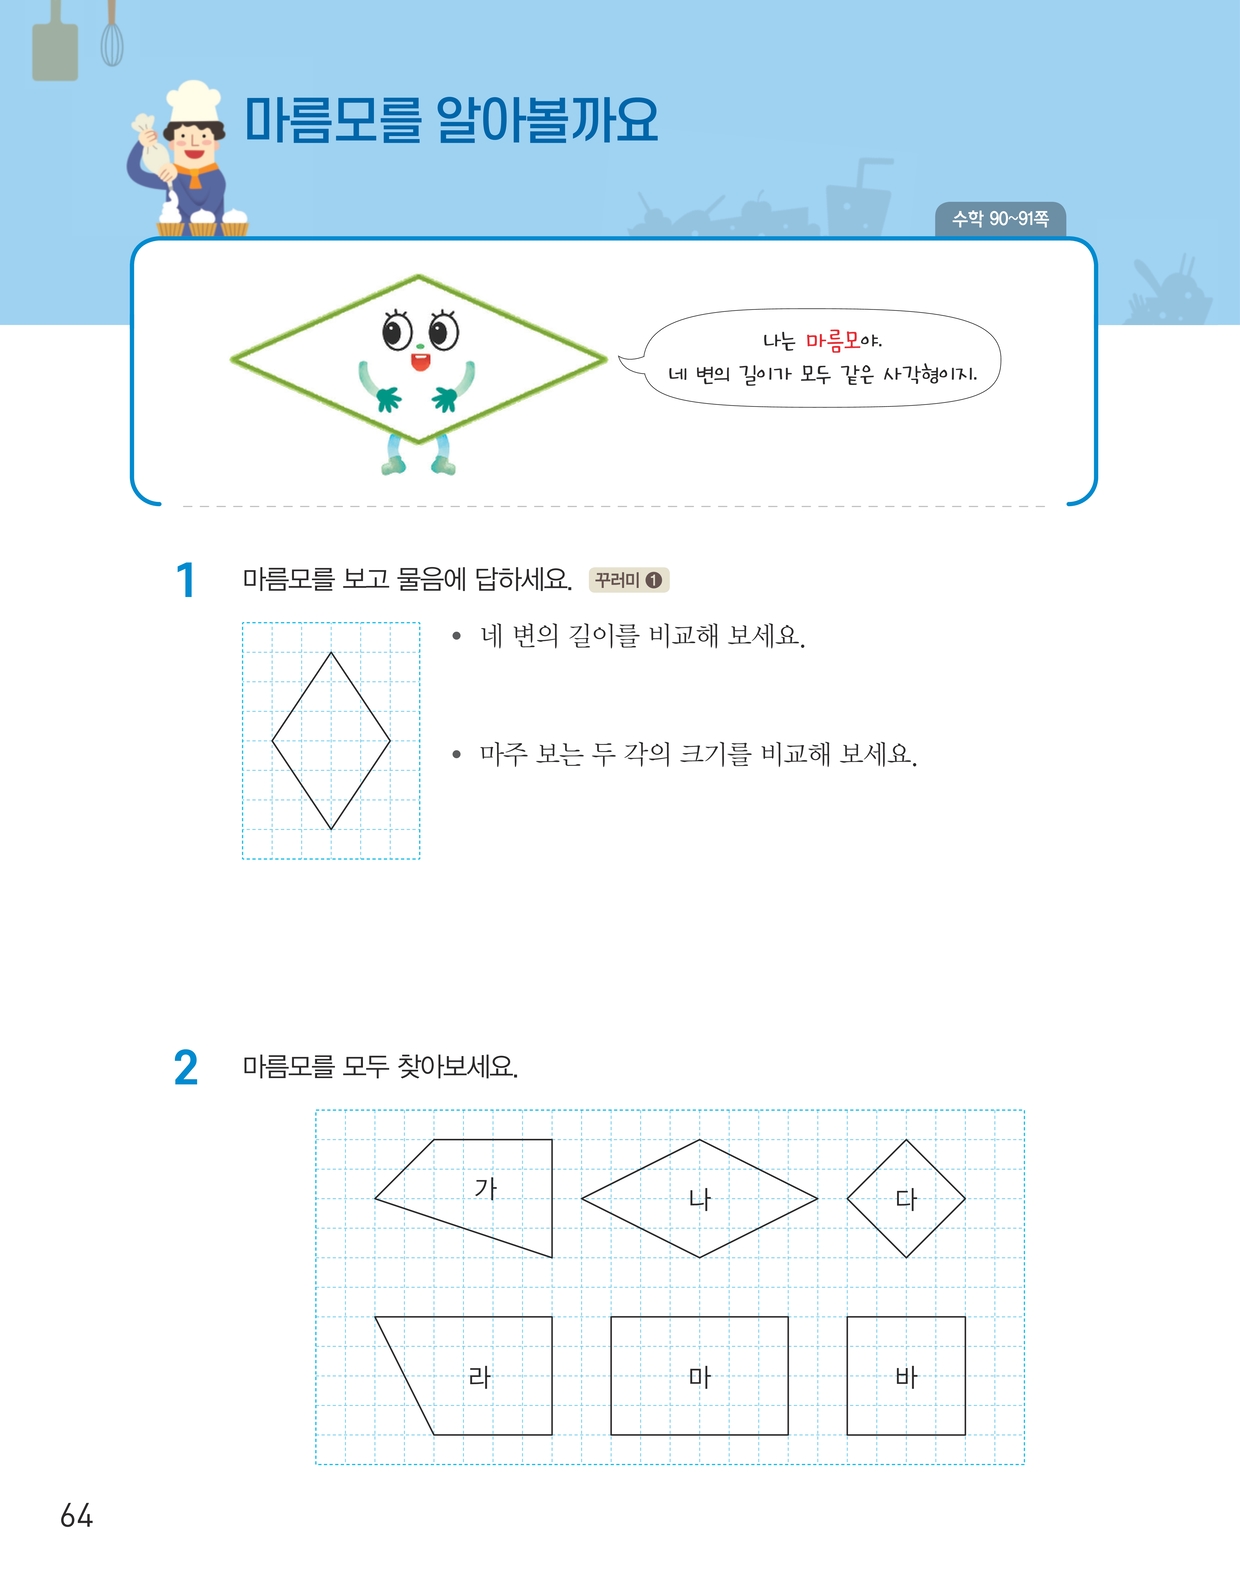 마름모를 알아볼까요
수학 90~91쪽
나는 마름모야.
네 변의 길이가 모두 같은 사각형이지.
1 마름모를 보고 물음에 답하세요. 꾸러미 ❶
• 네 변의 길이를 비교해 보세요.
• 마주 보는 두 각의 크기를 비교해 보세요.
2 마름모를 모두 찾아보세요.
가 나 다
라 마 바
64